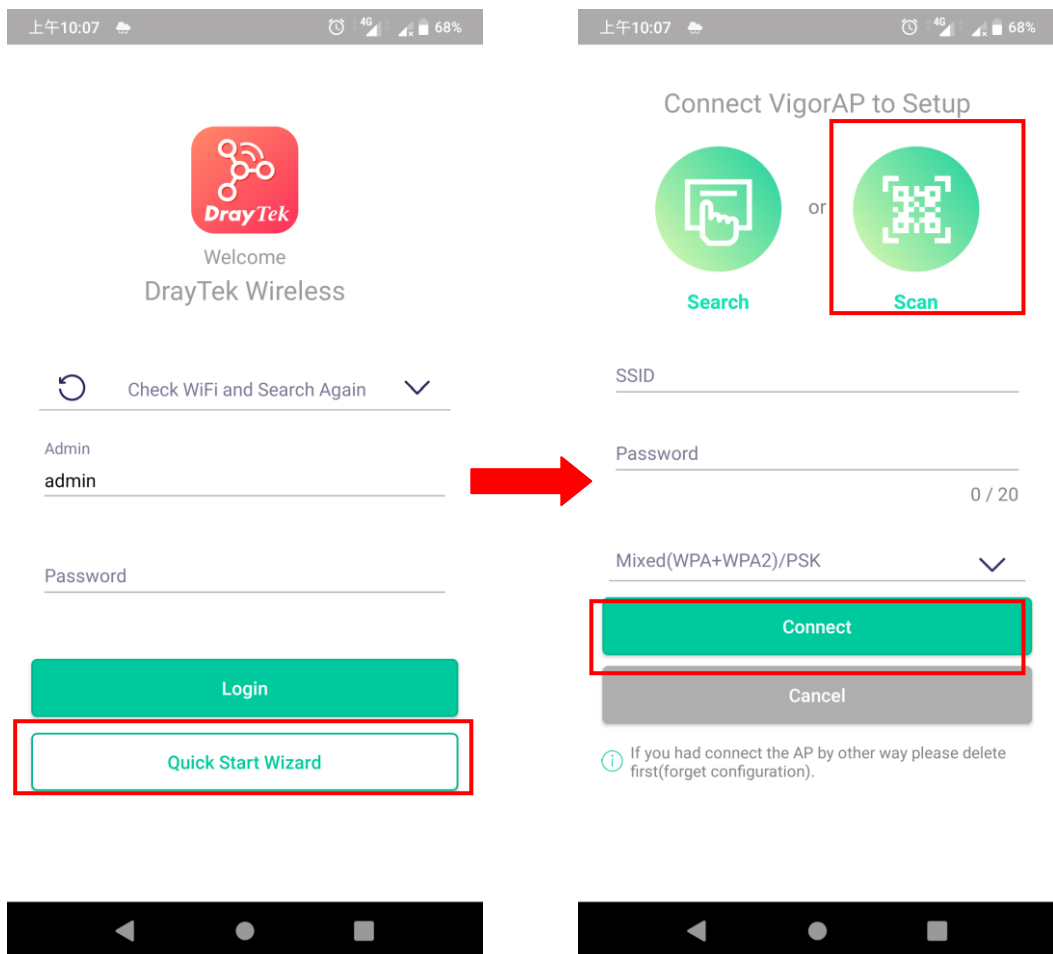 上午10:07
4G
68%
DrayTek
Welcome
DrayTek Wireless
Check WiFi and Search Again
Admin
admin
Password
Login
Quick Start Wizard
上午10:07
4G
68%
Connect VigorAP to Setup
or
Search
Scan
SSID
Password
0 / 20
Mixed(WPA+WPA2)/PSK
Connect
Cancel
If you had connect the AP by other way please delete
first(forget configuration).